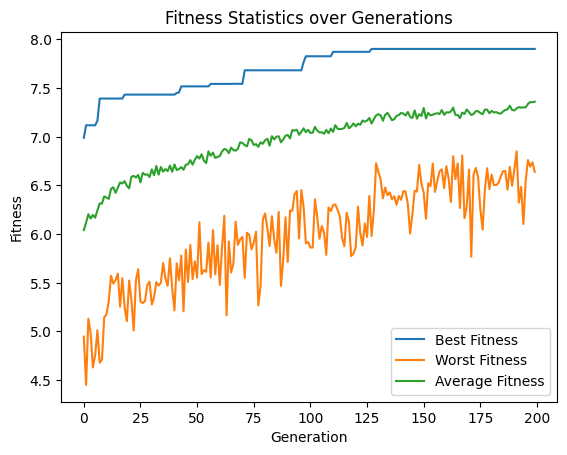 Fitness Statistics over Generations
8.0
7.5
7.0
6.5
6.0
5.5
5.0
4.5
Fitness
0 25 50 75 100 125 150 175 200
Generation
Best Fitness
Worst Fitness
Average Fitness